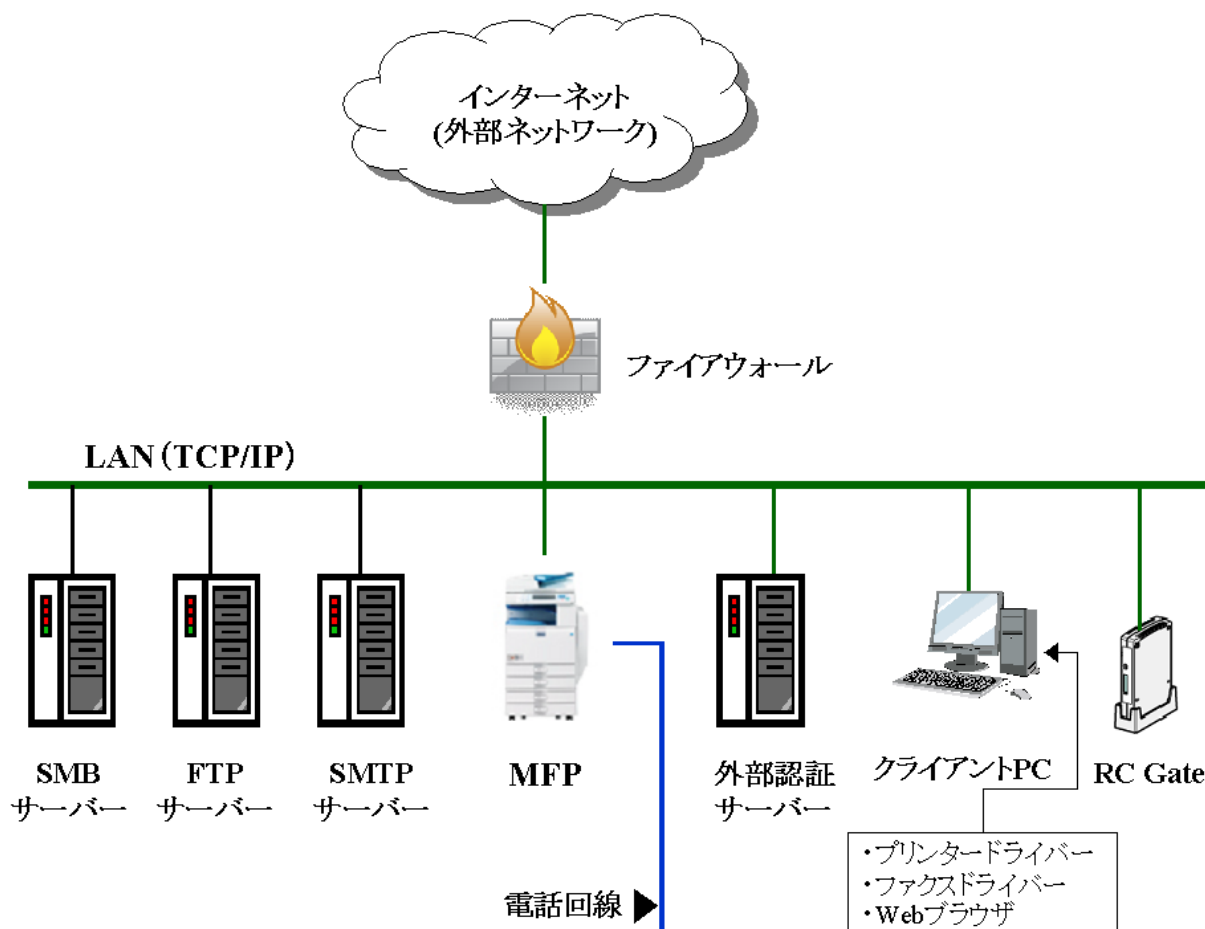 インターネット
(外部ネットワーク)
ファイアウォール
LAN(TCP/IP)
SMB
サーバー
FTP
サーバー
SMTP
サーバー
MFP
外部認証
サーバー
クライアントPC
RC Gate
・プリンタードライバー
・ファクスドライバー
・Webブラウザ
電話回線